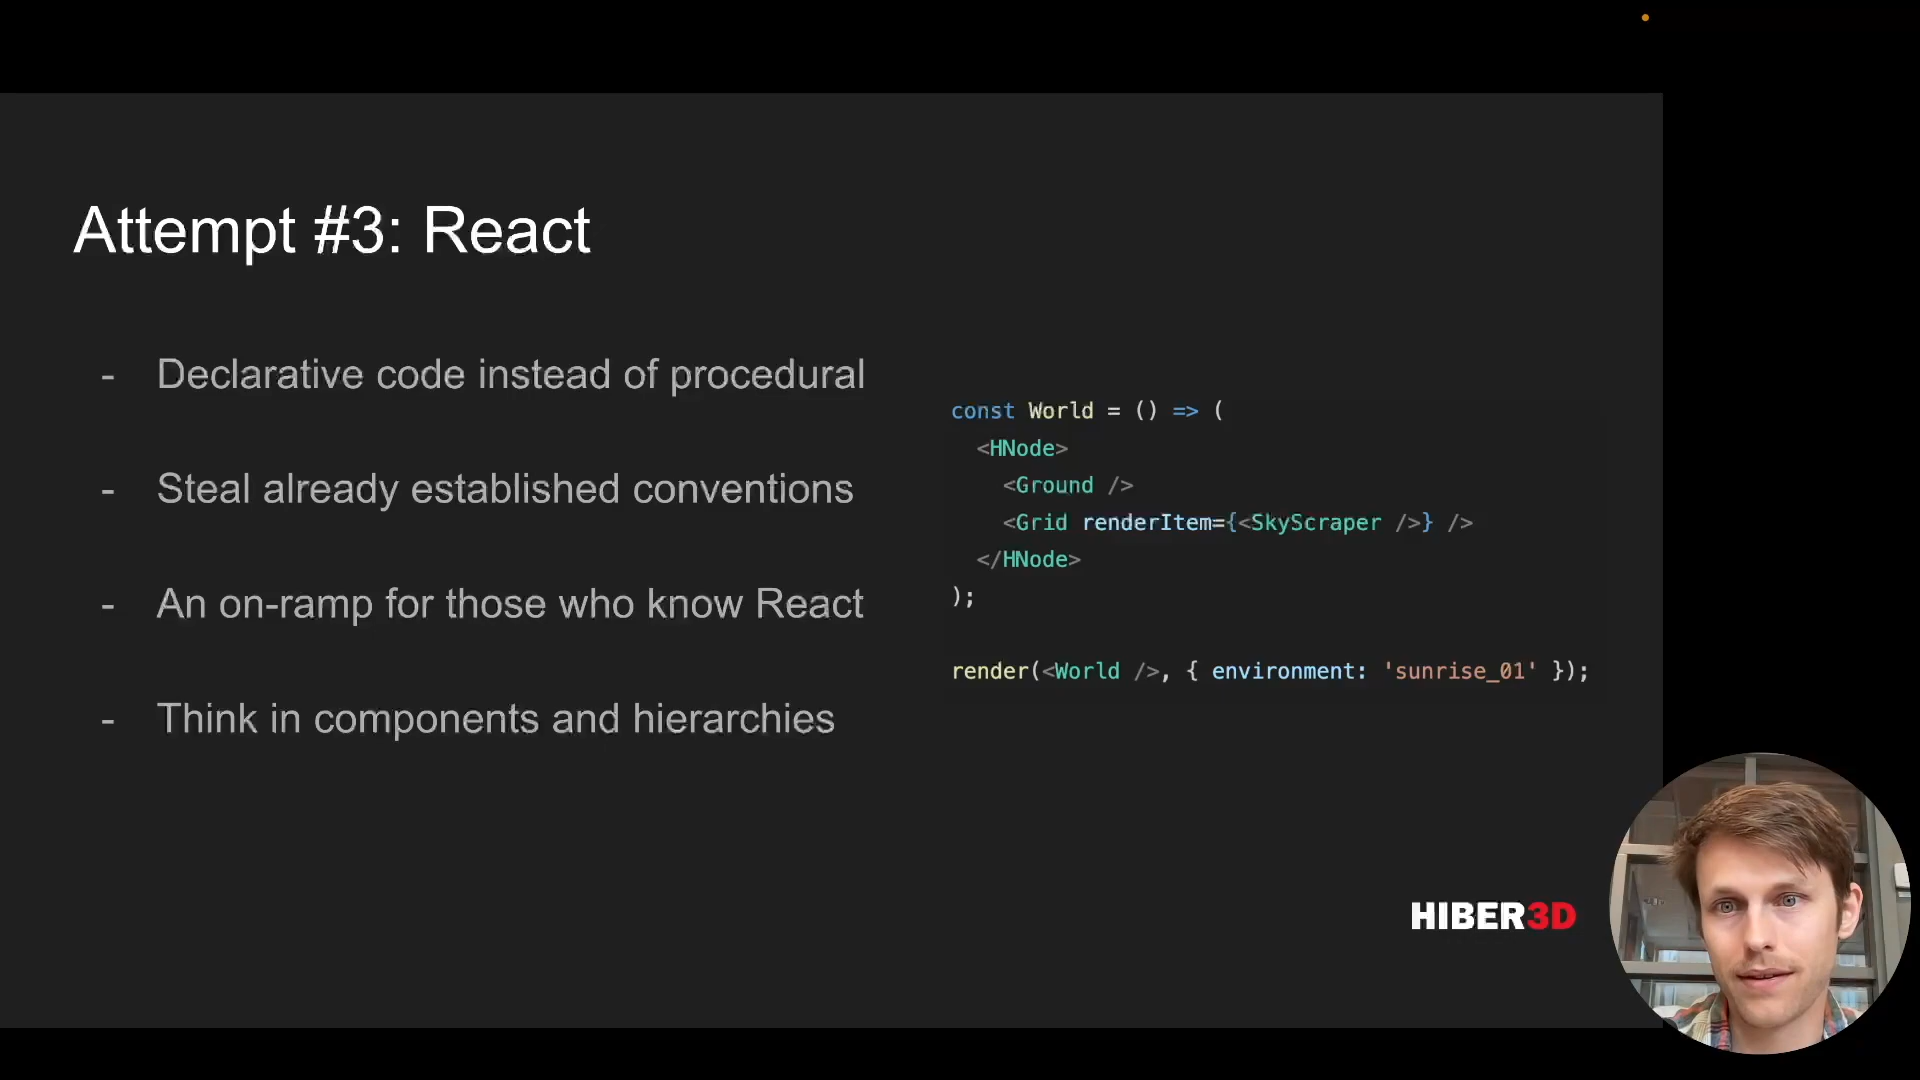 Attempt #3: React
- Declarative code instead of procedural
- Steal already established conventions
- An on-ramp for those who know React
- Think in components and hierarchies
const World = () => (
  <HNode>
    <Ground />
    <Grid renderItem={<SkyScraper />} />
  </HNode>
);
render(<World />, { environment: 'sunrise_01' });
HIBER3D